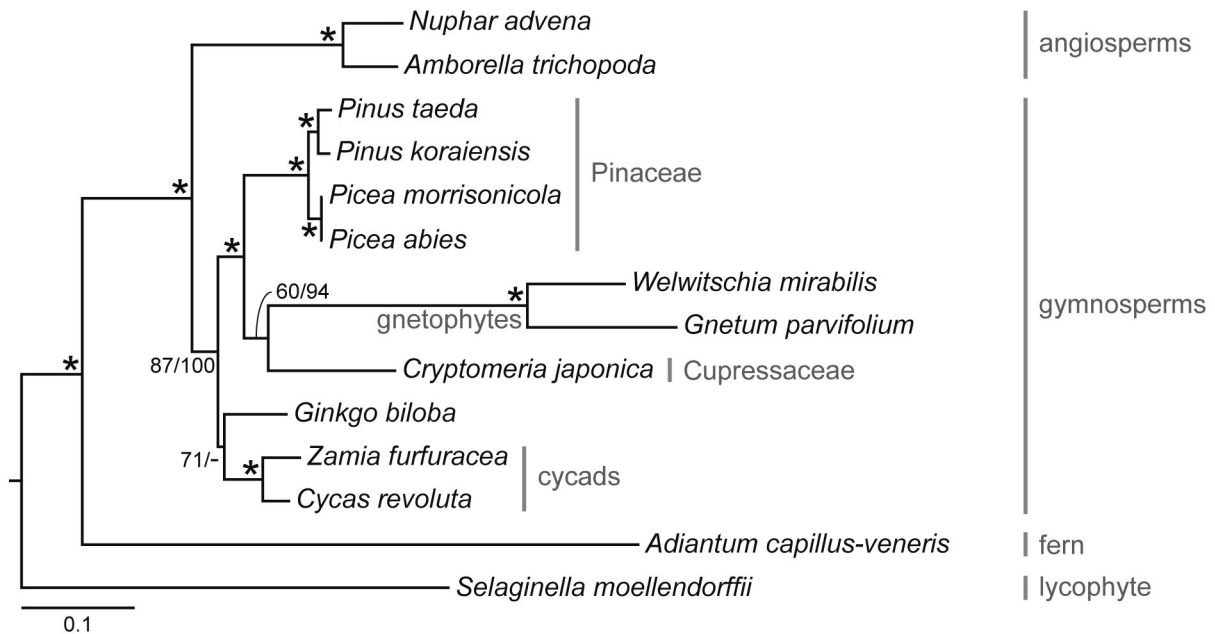 Nuphar advena
*
angiosperms
Amborella trichopoda
Pinus taeda
*
Pinus koraiensis
*
Pinaceae
*
Picea morrisonicola
*
Picea abies
*
Welwitschia mirabilis
60/94
*
gymnosperms
gnetophytes
Gnetum parvifolium
87/100
*
Cryptomeria japonica
Cupressaceae
Ginkgo biloba
71/-
Zamia furfuracea
*
cycads
Cycas revoluta
Adiantum capillus-veneris
fern
Selaginella moellendorffii
lycophyte
0.1